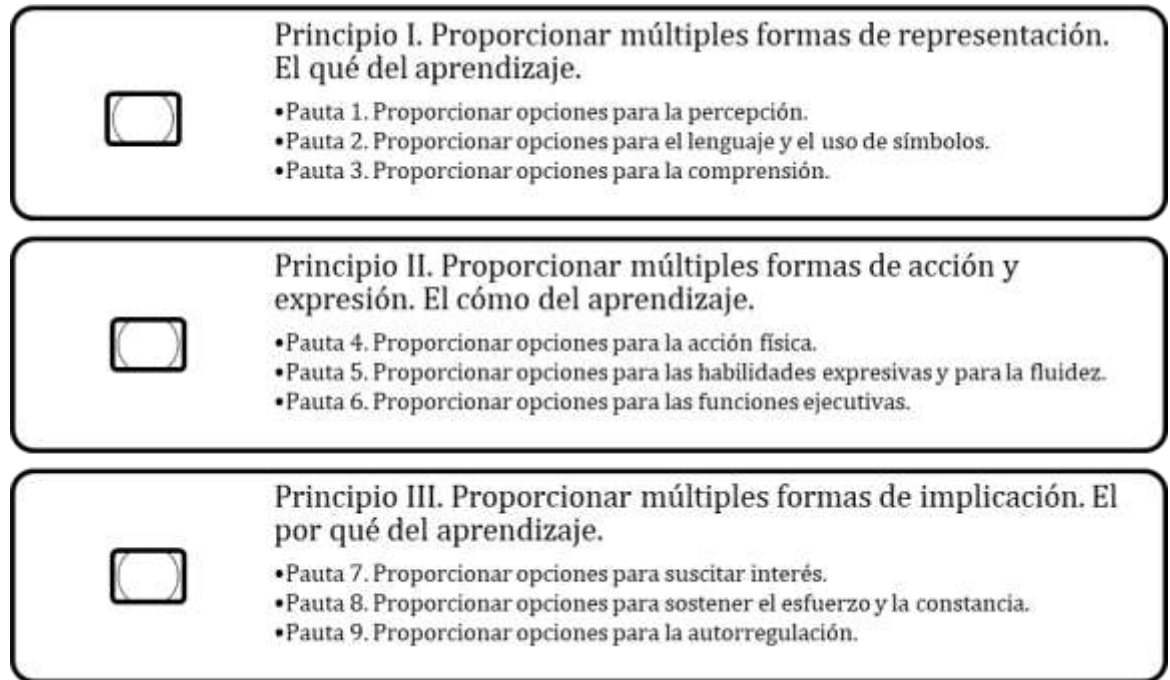 Principio I. Proporcionar múltiples formas de representación.
El qué del aprendizaje.
•Pauta 1. Proporcionar opciones para la percepción.
•Pauta 2. Proporcionar opciones para el lenguaje y el uso de símbolos.
•Pauta 3. Proporcionar opciones para la comprensión.
Principio II. Proporcionar múltiples formas de acción y
expresión. El cómo del aprendizaje.
•Pauta 4. Proporcionar opciones para la acción física.
•Pauta 5. Proporcionar opciones para las habilidades expresivas y para la fluidez.
•Pauta 6. Proporcionar opciones para las funciones ejecutivas.
Principio III. Proporcionar múltiples formas de implicación. El
por qué del aprendizaje.
•Pauta 7. Proporcionar opciones para suscitar interés.
•Pauta 8. Proporcionar opciones para sostener el esfuerzo y la constancia.
•Pauta 9. Proporcionar opciones para la autorregulación.